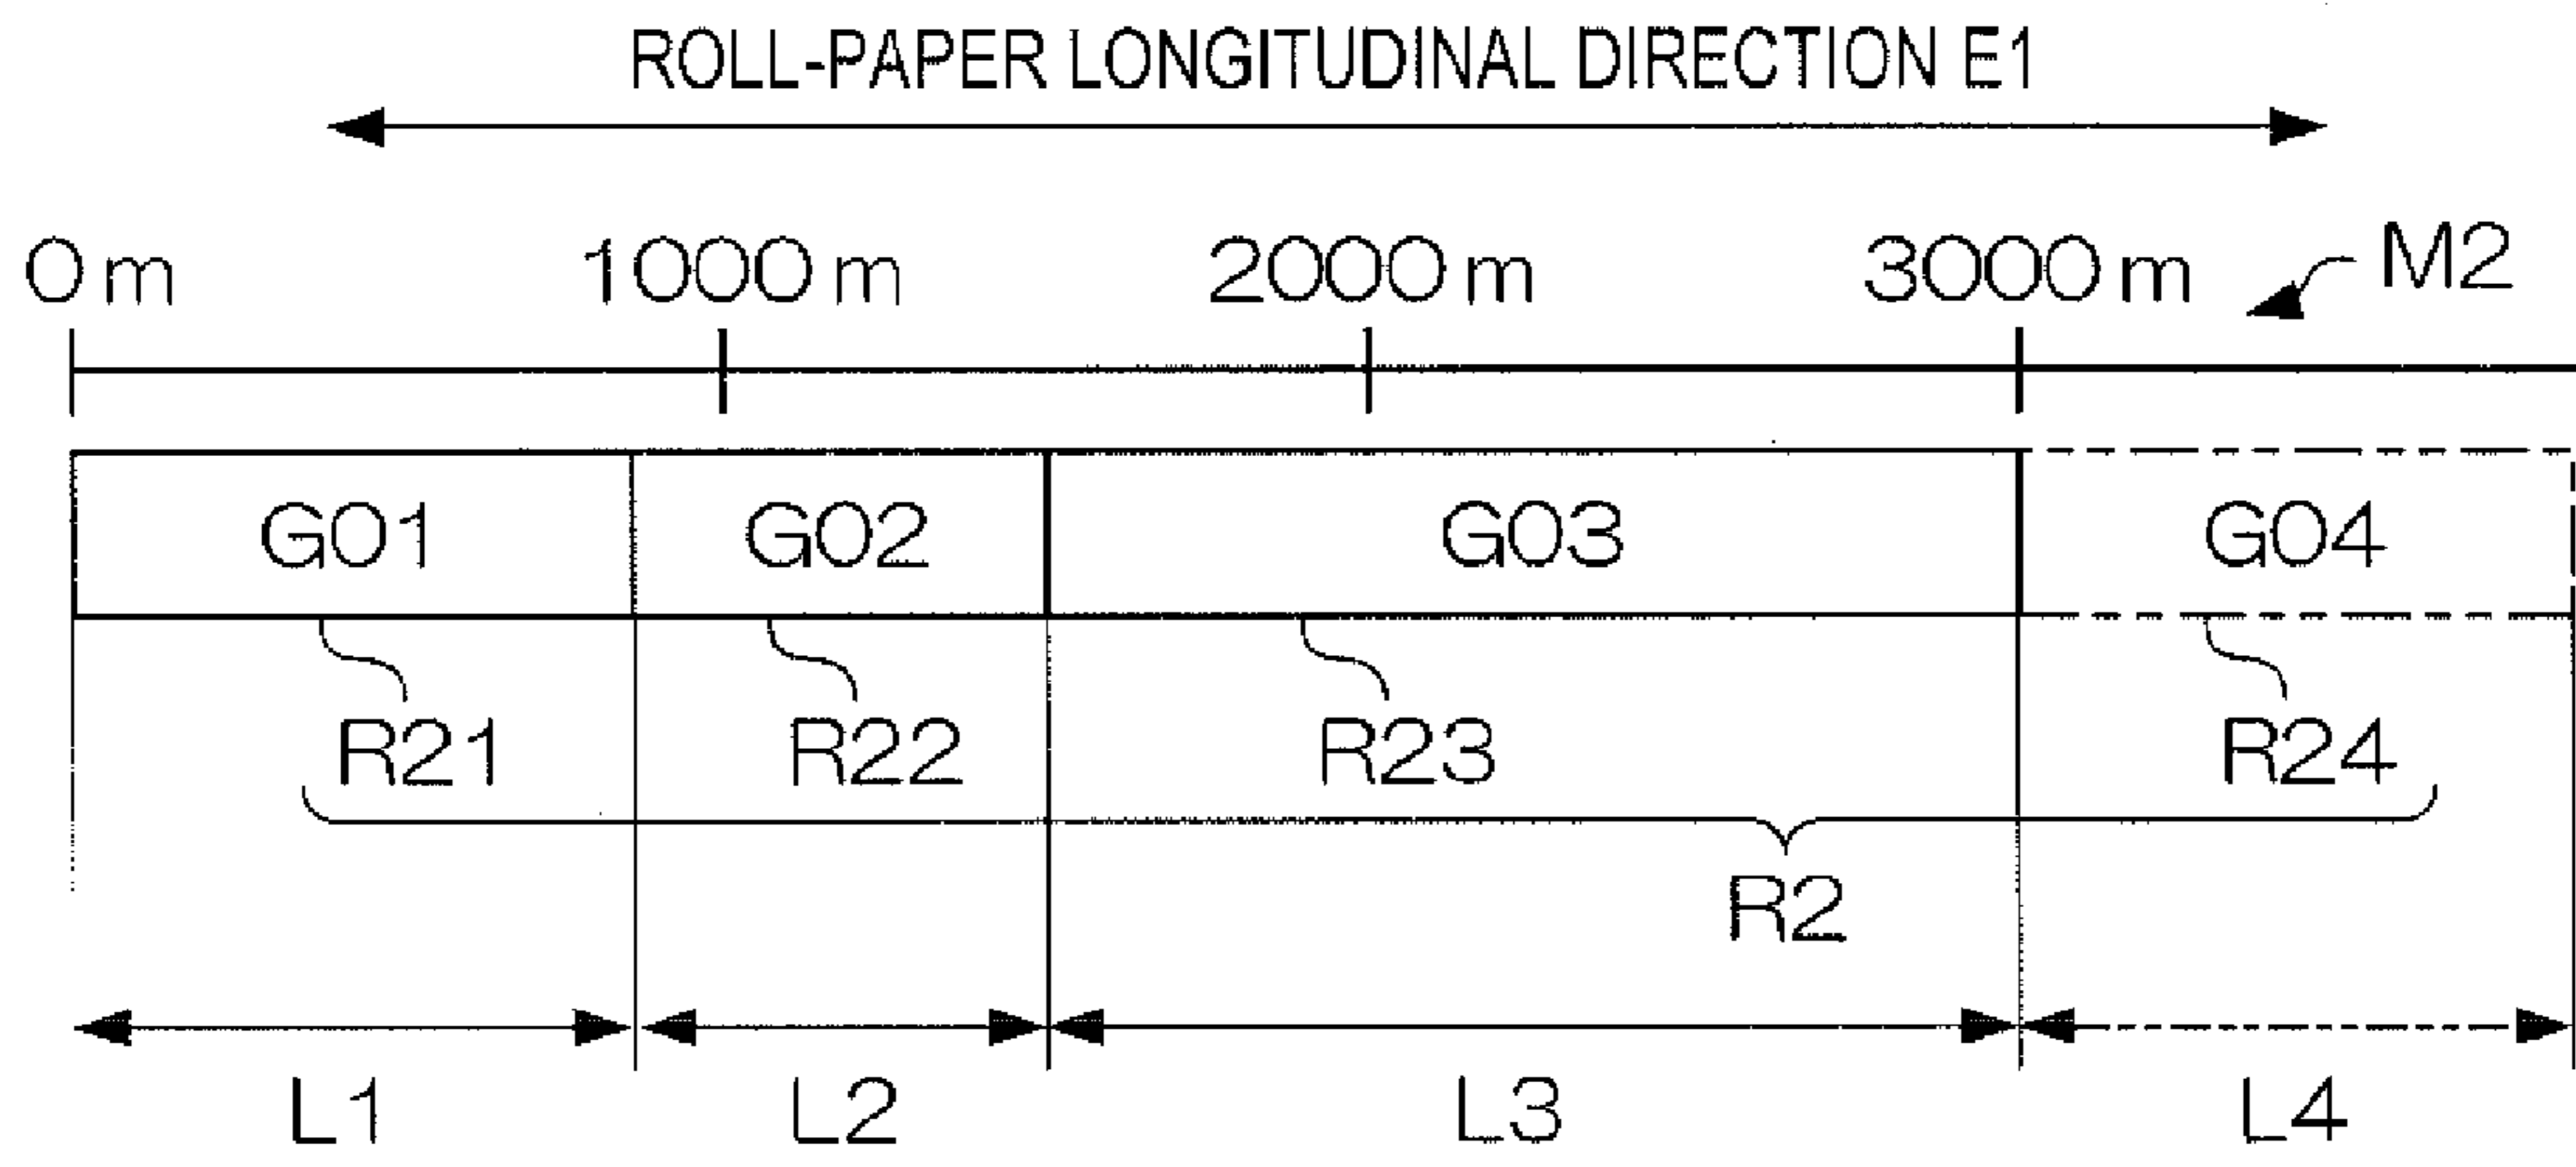 ROLL-PAPER LONGITUDINAL DIRECTION E1
0 m 1000 m 2000 m 3000 m M2
G01 G02 G03 G04
R21 R22 R23 R24
R2
L1 L2 L3 L4